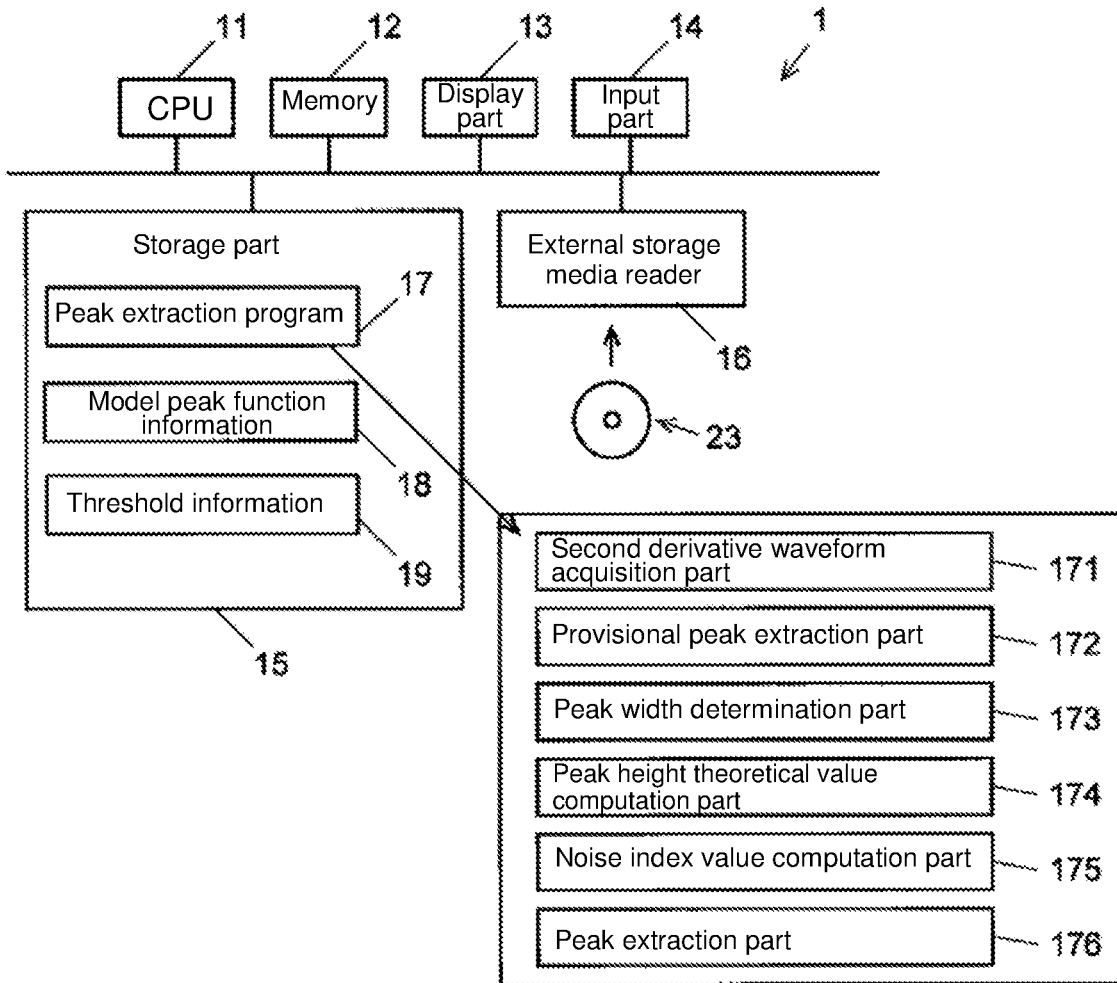 11
12
13
14
1
CPU
Memory
Display
part
Input
part
Storage part
External storage
media reader
17
Peak extraction program
16
Model peak function
information
23
18
Threshold information
19
Second derivative waveform
acquisition part
171
15
Provisional peak extraction part
172
Peak width determination part
173
Peak height theoretical value
computation part
174
Noise index value computation part
175
Peak extraction part
176